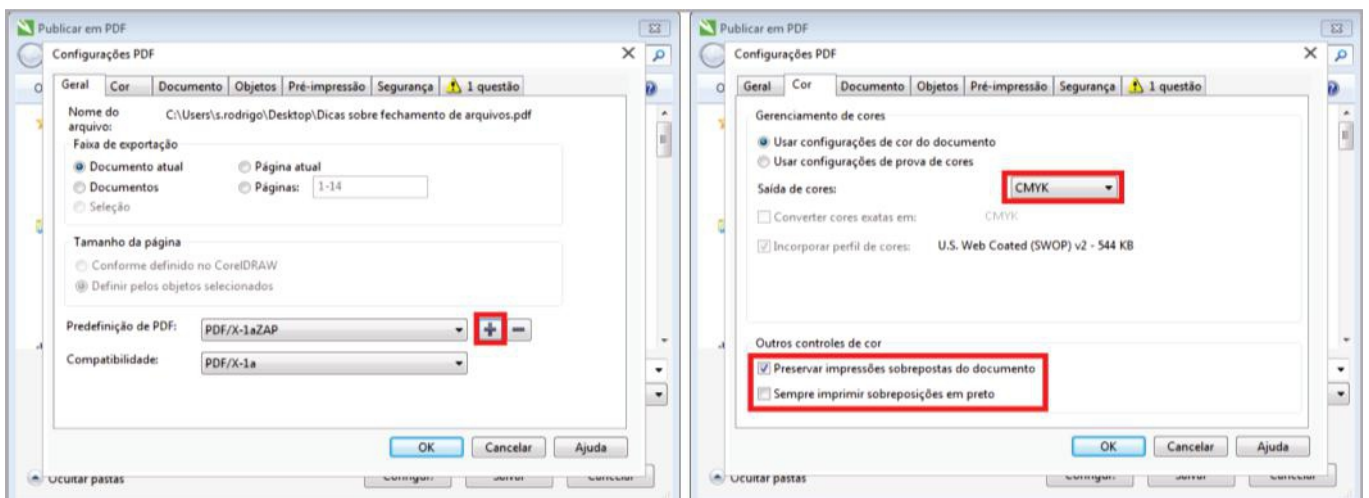 Publicar em PDF
Configurações PDF
Geral Cor Documento Objetos Pré-impressão Segurança 1 questão
Nome do arquivo: C:\Users\s.rodrigo\Desktop\Dicas sobre fechamento de arquivos.pdf
Faixa de exportação
Documento atual Página atual
Documentos Páginas: 1-14
Seleção
Tamanho da página
Conforme definido no CorelDRAW
Definir pelos objetos selecionados
Predefinição de PDF: PDF/X-1aZAP
Compatibilidade: PDF/X-1a
OK Cancelar Ajuda
Ocultar pastas
Publicar em PDF
Configurações PDF
Geral Cor Documento Objetos Pré-impressão Segurança 1 questão
Gerenciamento de cores
Usar configurações de cor do documento
Usar configurações de prova de cores
Saída de cores: CMYK
Converter cores exatas em: CMYK
Incorporar perfil de cores: U.S. Web Coated (SWOP) v2 - 544 KB
Outros controles de cor
Preservar impressões sobrepostas do documento
Sempre imprimir sobreposições em preto
OK Cancelar Ajuda
Ocultar pastas